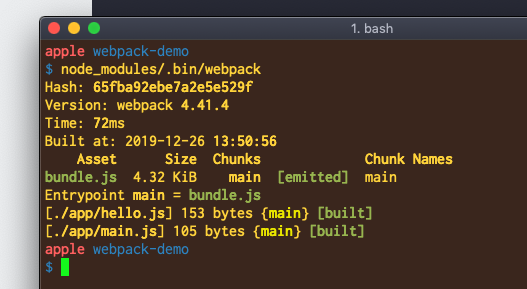 1. bash
apple webpack-demo
$ node_modules/.bin/webpack
Hash: 65fba92ebe7a2e5e529f
Version: webpack 4.41.4
Time: 72ms
Built at: 2019-12-26 13:50:56
    Asset      Size  Chunks             Chunk Names
bundle.js  4.32 KiB    main  [emitted]  main
Entrypoint main = bundle.js
[./app/hello.js] 153 bytes {main} [built]
[./app/main.js] 105 bytes {main} [built]
apple webpack-demo
$